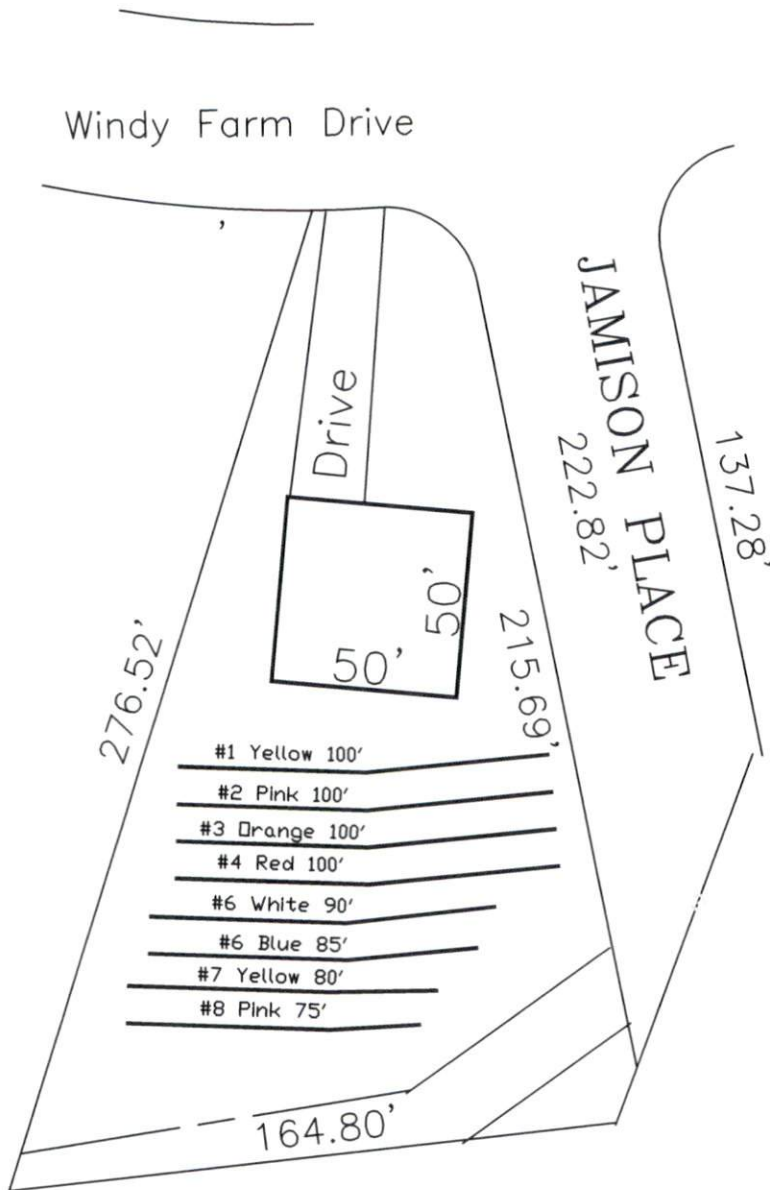 Windy Farm Drive
JAMISON PLACE
222.82'
137.28'
Drive
50'
50'
215.69'
276.52'
#1 Yellow 100'
#2 Pink 100'
#3 Orange 100'
#4 Red 100'
#6 White 90'
#6 Blue 85'
#7 Yellow 80'
#8 Pink 75'
164.80'